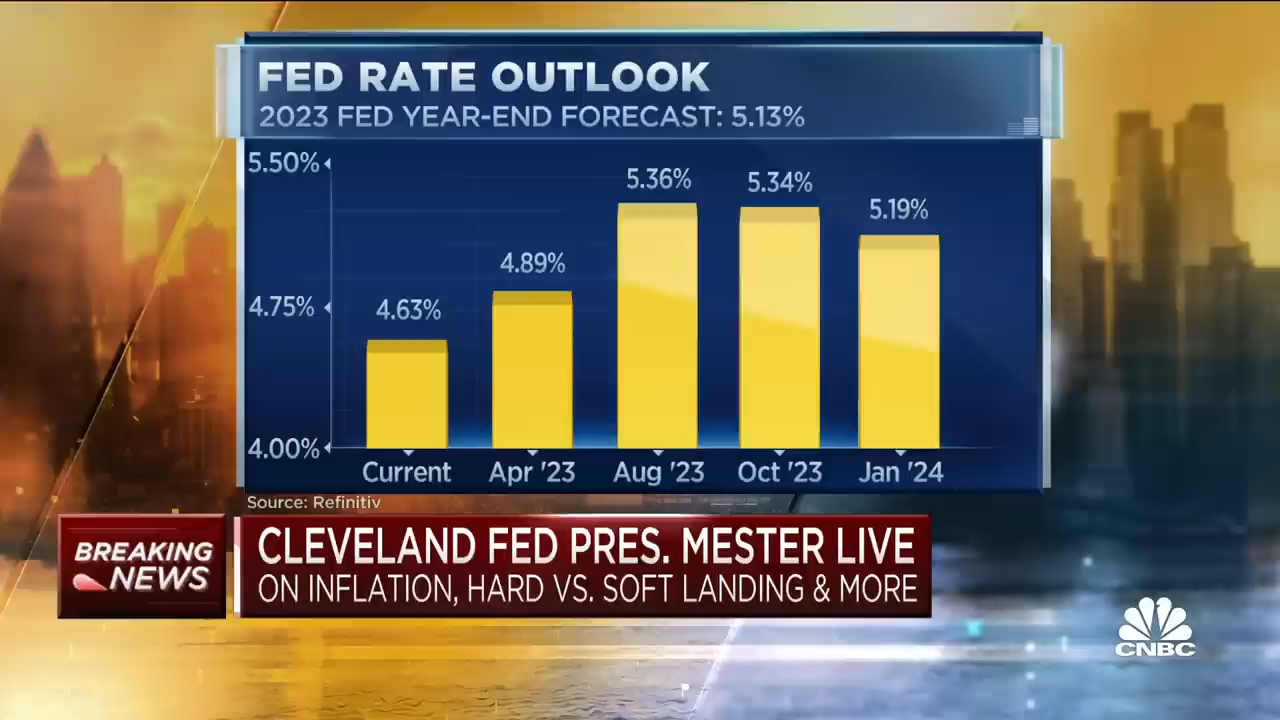 FED RATE OUTLOOK
2023 FED YEAR-END FORECAST: 5.13%
5.50%
4.75%
4.00%
4.63%
4.89%
5.36%
5.34%
5.19%
Current Apr '23 Aug '23 Oct '23 Jan '24
Source: Refinitiv
BREAKING
NEWS
CLEVELAND FED PRES. MESTER LIVE
ON INFLATION, HARD VS. SOFT LANDING & MORE
CNBC